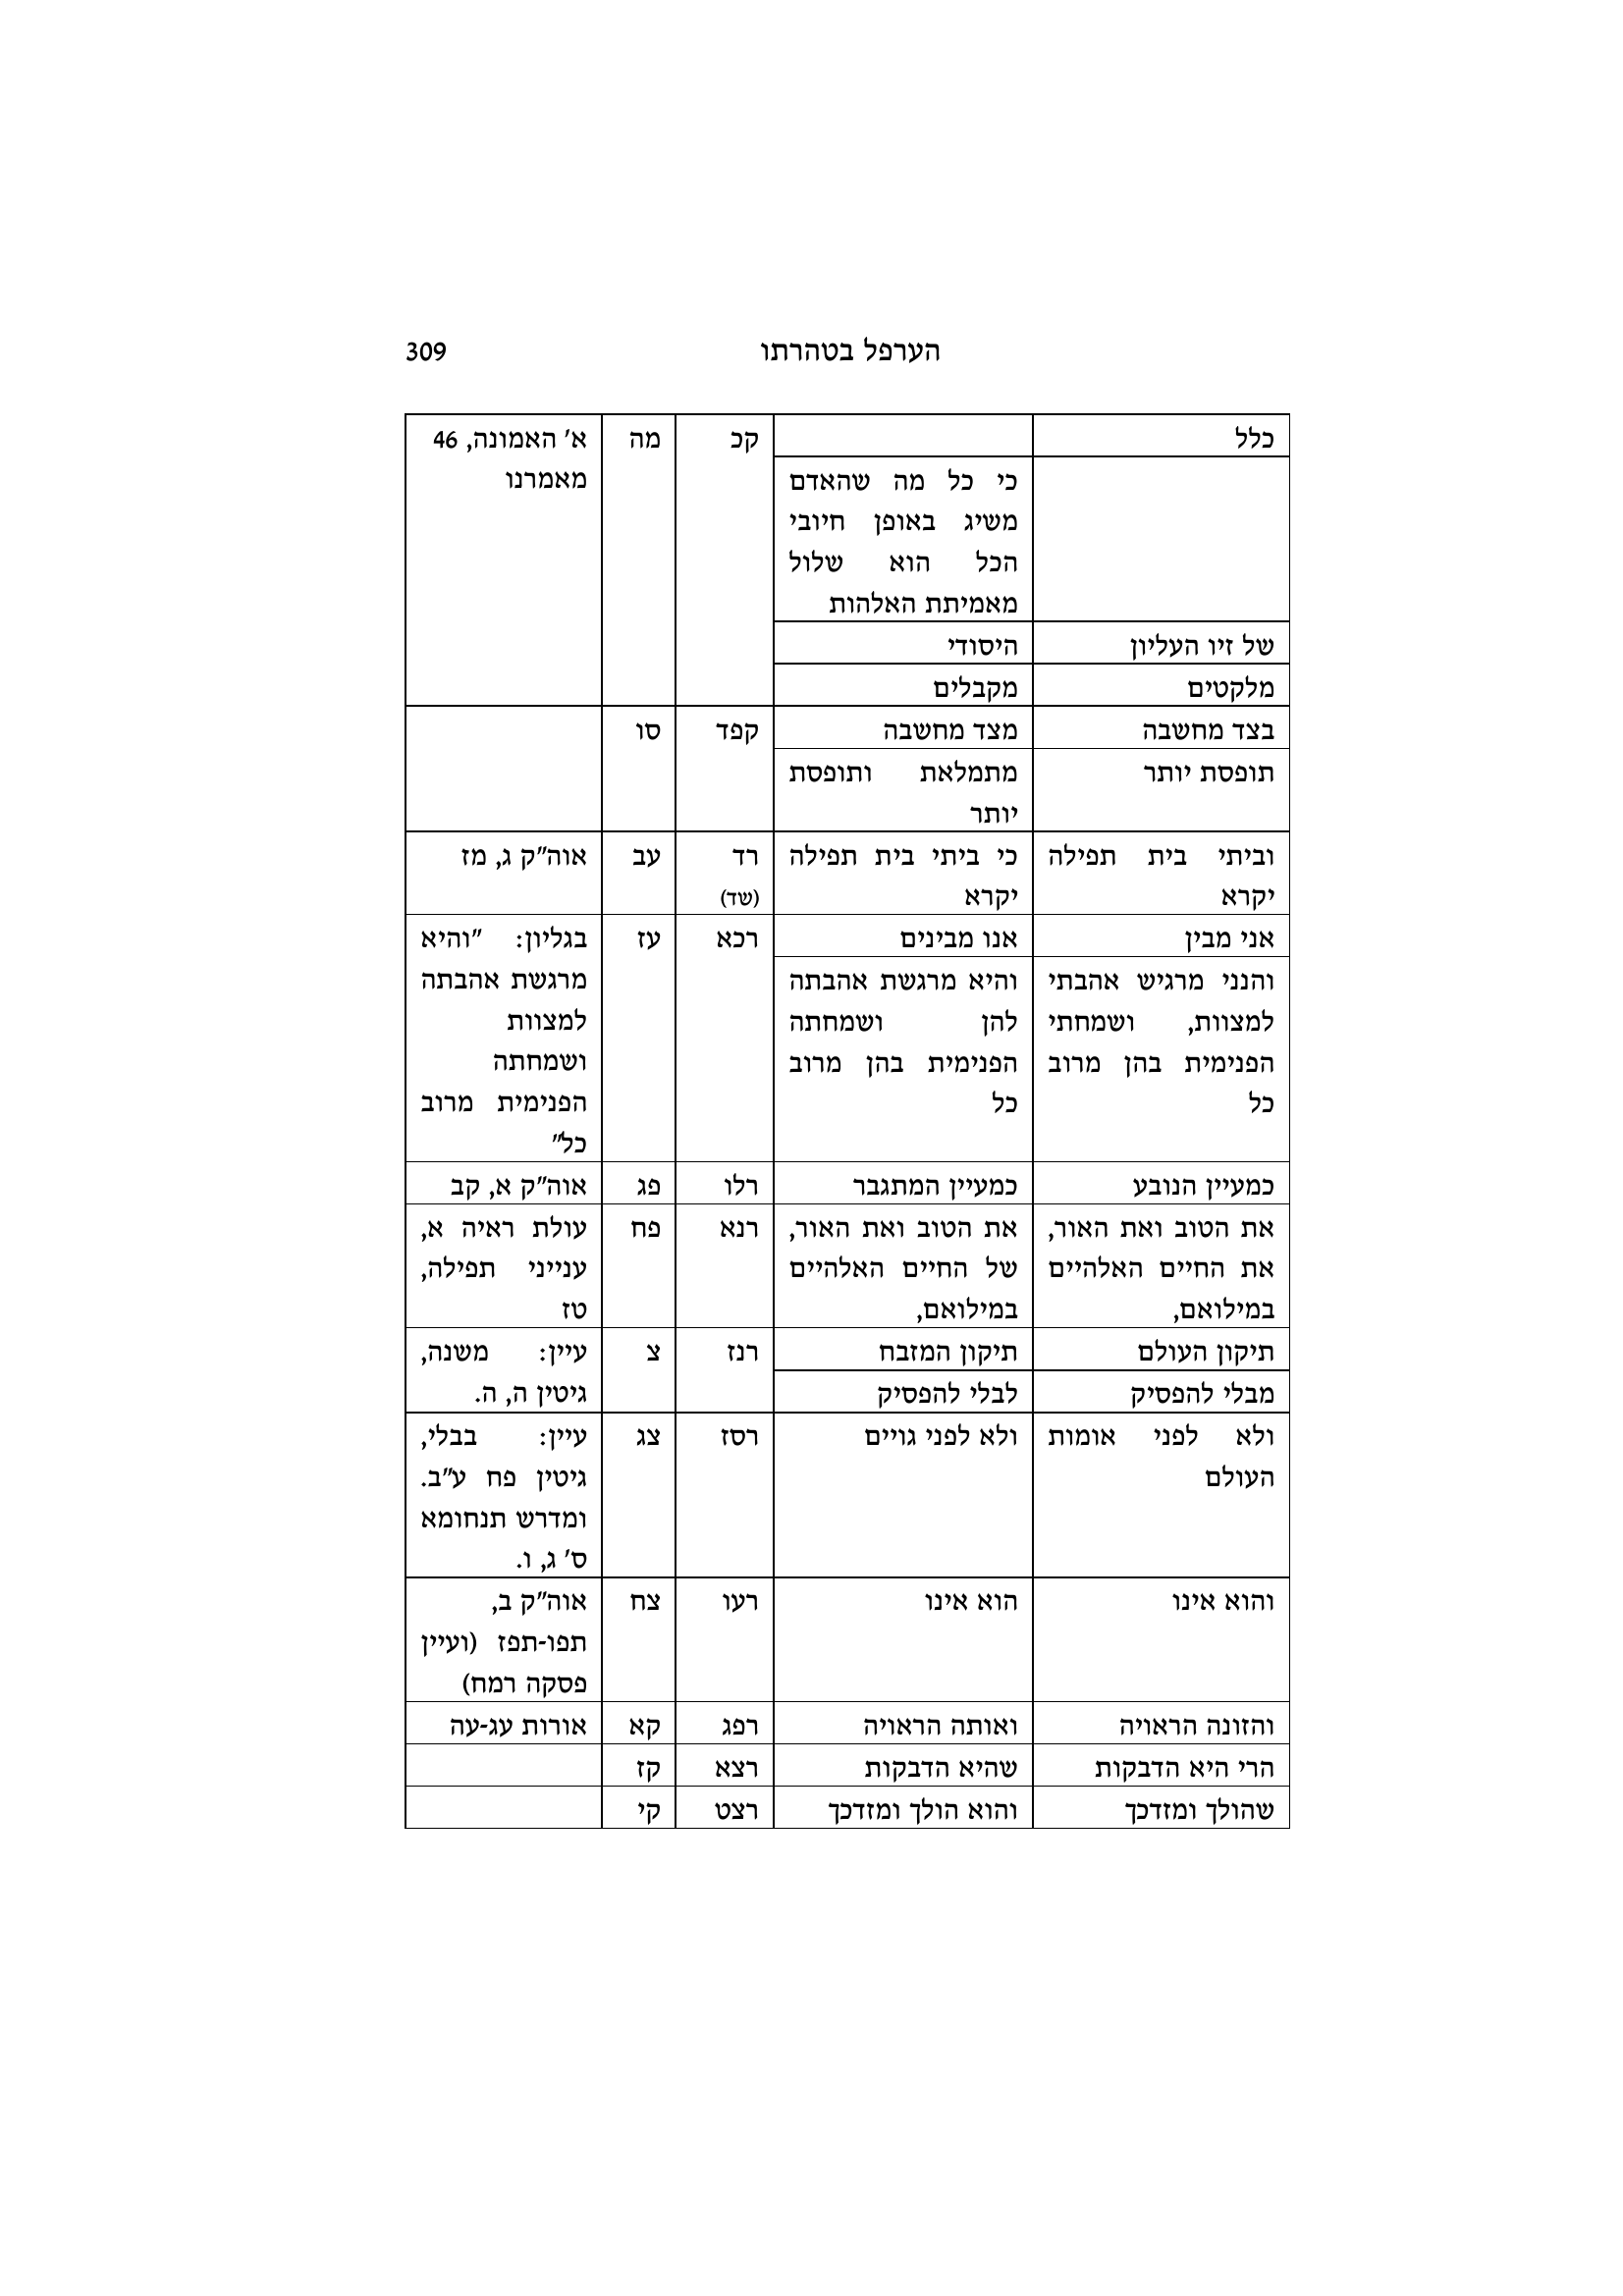 הערפל בטהרתו
309
כלל
קכ
מה
א' האמונה, 46
מאמרנו
כי כל מה שהאדם
משיג באופן חיובי
הכל הוא שלול
מאמיתת האלהות
של זיו העליון
היסודי
מלקטים
מקבלים
בצד מחשבה
מצד מחשבה
קפד
סו
תופסת יותר
מתמלאת ותופסת
יותר
וביתי בית תפילה
יקרא
כי ביתי בית תפילה
יקרא
רד
(שד)
עב
אוה"ק ג, מז
אני מבין
אנו מבינים
רכא
עז
בגליון: "והיא
מרגשת אהבתה
למצוות
ושמחתה
הפנימית מרוב
כל"
והנני מרגיש אהבתי
למצוות, ושמחתי
הפנימית בהן מרוב
כל
והיא מרגשת אהבתה
להן ושמחתה
הפנימית בהן מרוב
כל
כמעיין הנובע
כמעיין המתגבר
רלו
פג
אוה"ק א, קב
את הטוב ואת האור,
את החיים האלהיים
במילואם,
את הטוב ואת האור,
של החיים האלהיים
במילואם,
רנא
פח
עולת ראיה א,
ענייני תפילה,
טז
תיקון העולם
תיקון המזבח
רנז
צ
עיין: משנה,
גיטין ה, ה.
מבלי להפסיק
לבלי להפסיק
ולא לפני אומות
העולם
ולא לפני גויים
רסז
צג
עיין: בבלי,
גיטין פח ע"ב.
ומדרש תנחומא
ס' ג, ו.
והוא אינו
הוא אינו
רעו
צח
אוה"ק ב,
תפו-תפז (ועיין
פסקה רמח)
והזונה הראויה
ואותה הראויה
רפג
קא
אורות עג-עה
הרי היא הדבקות
שהיא הדבקות
רצא
קז
שהולך ומזדכך
והוא הולך ומזדכך
רצט
קי